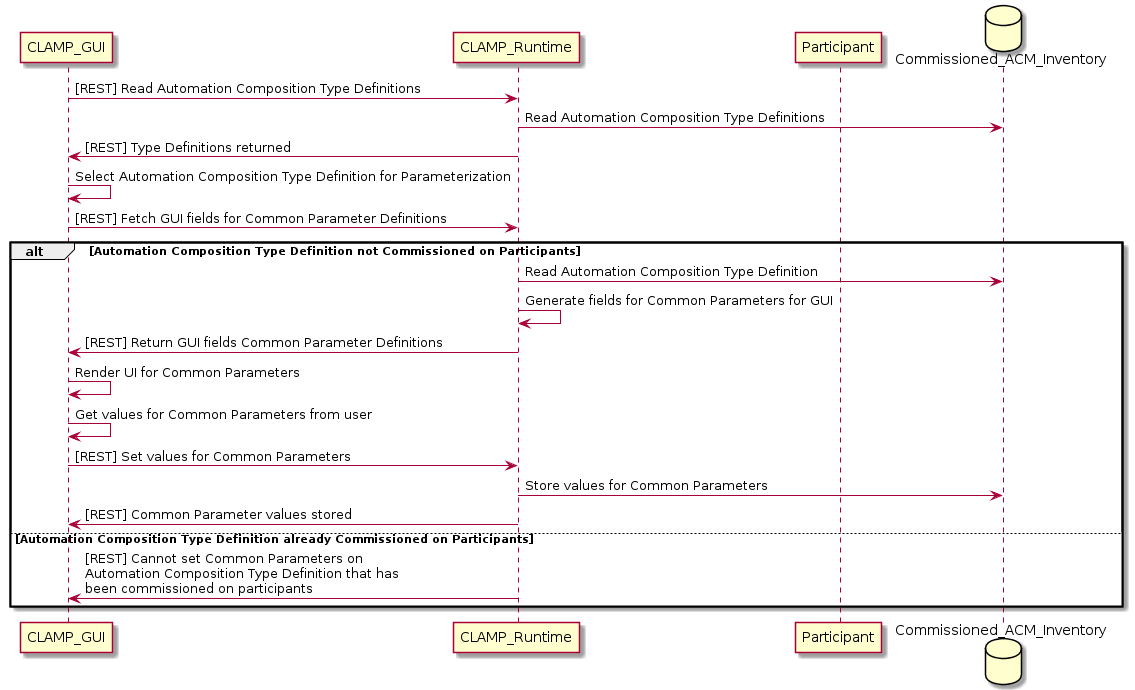 CLAMP_GUI
CLAMP_Runtime
Participant
Commissioned_ACM_Inventory
[REST] Read Automation Composition Type Definitions
Read Automation Composition Type Definitions
[REST] Type Definitions returned
Select Automation Composition Type Definition for Parameterization
[REST] Fetch GUI fields for Common Parameter Definitions
alt
[Automation Composition Type Definition not Commissioned on Participants]
Read Automation Composition Type Definition
Generate fields for Common Parameters for GUI
[REST] Return GUI fields Common Parameter Definitions
Render UI for Common Parameters
Get values for Common Parameters from user
[REST] Set values for Common Parameters
Store values for Common Parameters
[REST] Common Parameter values stored
[Automation Composition Type Definition already Commissioned on Participants]
[REST] Cannot set Common Parameters on
Automation Composition Type Definition that has
been commissioned on participants
CLAMP_GUI
CLAMP_Runtime
Participant
Commissioned_ACM_Inventory